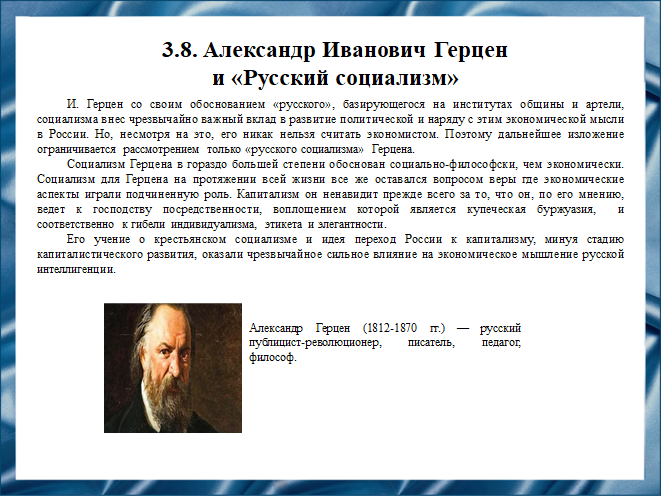 3.8. Александр Иванович Герцен
и «Русский социализм»
И. Герцен со своим обоснованием «русского», базирующегося на институтах общины и артели,
социализма внес чрезвычайно важный вклад в развитие политической и наряду с этим экономической мысли
в России. Но, несмотря на это, его никак нельзя считать экономистом. Поэтому дальнейшее изложение
ограничивается рассмотрением только «русского социализма» Герцена.
Социализм Герцена в гораздо большей степени обоснован социально-философски, чем экономически.
Социализм для Герцена на протяжении всей жизни все же оставался вопросом веры где экономические
аспекты играли подчиненную роль. Капитализм он ненавидит прежде всего за то, что он, по его мнению,
ведет к господству посредственности, воплощением которой является купеческая буржуазия, и
соответственно к гибели индивидуализма, этикета и элегантности.
Его учение о крестьянском социализме и идея переход России к капитализму, минуя стадию
капиталистического развития, оказали чрезвычайное сильное влияние на экономическое мышление русской
интеллигенции.
Александр Герцен (1812-1870 гг.) — русский
публицист-революционер, писатель, педагог,
философ.